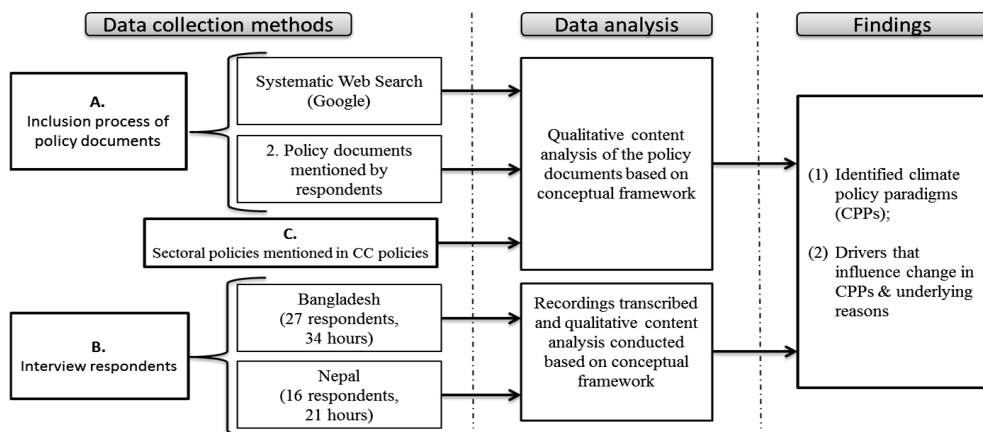 Data collection methods
Data analysis
Findings
A.
Inclusion process of
policy documents
Systematic Web Search
(Google)
2. Policy documents
mentioned by
respondents
C.
Sectoral policies mentioned in CC policies
B.
Interview respondents
Bangladesh
(27 respondents,
34 hours)
Nepal
(16 respondents,
21 hours)
Qualitative content
analysis of the policy
documents based on
conceptual framework
Recordings transcribed
and qualitative content
analysis conducted
based on conceptual
framework
(1) Identified climate
policy paradigms
(CPPs);
(2) Drivers that
influence change in
CPPs & underlying
reasons